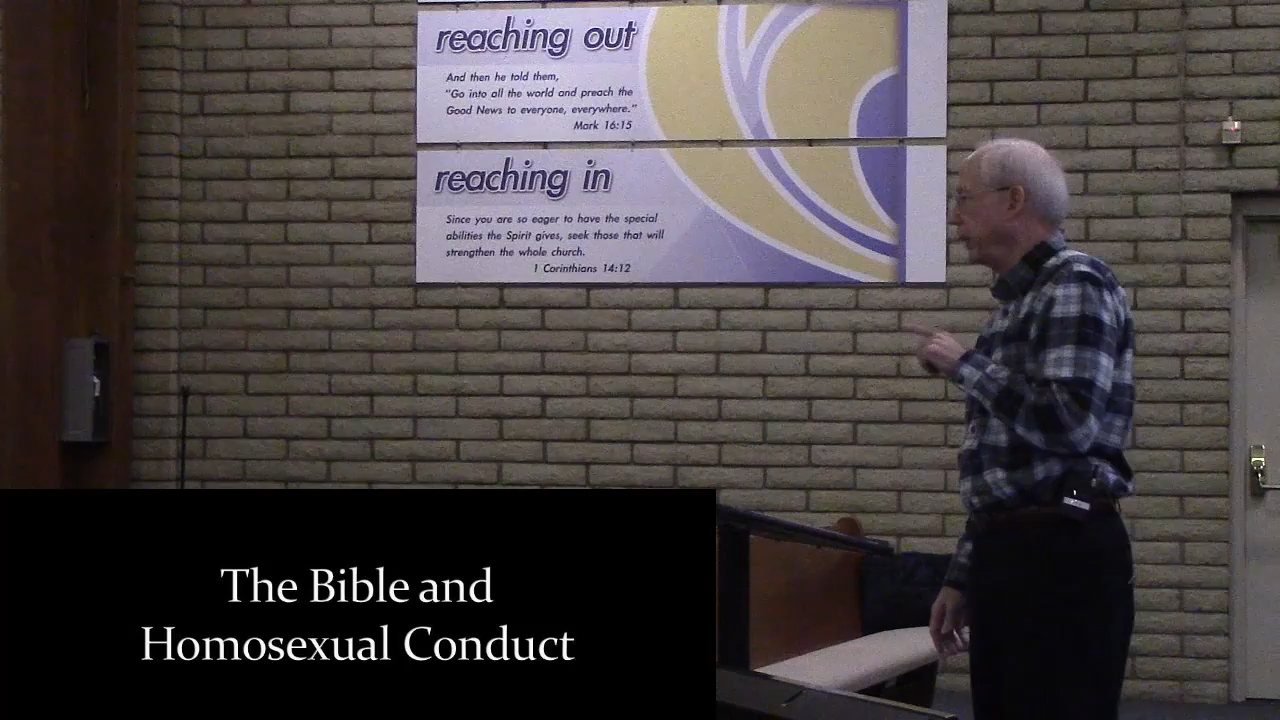 reaching out
And then he told them,
"Go into all the world and preach the
Good News to everyone, everywhere."
Mark 16:15
reaching in
Since you are so eager to have the special
abilities the Spirit gives, seek those that will
strengthen the whole church.
1 Corinthians 14:12
The Bible and
Homosexual Conduct